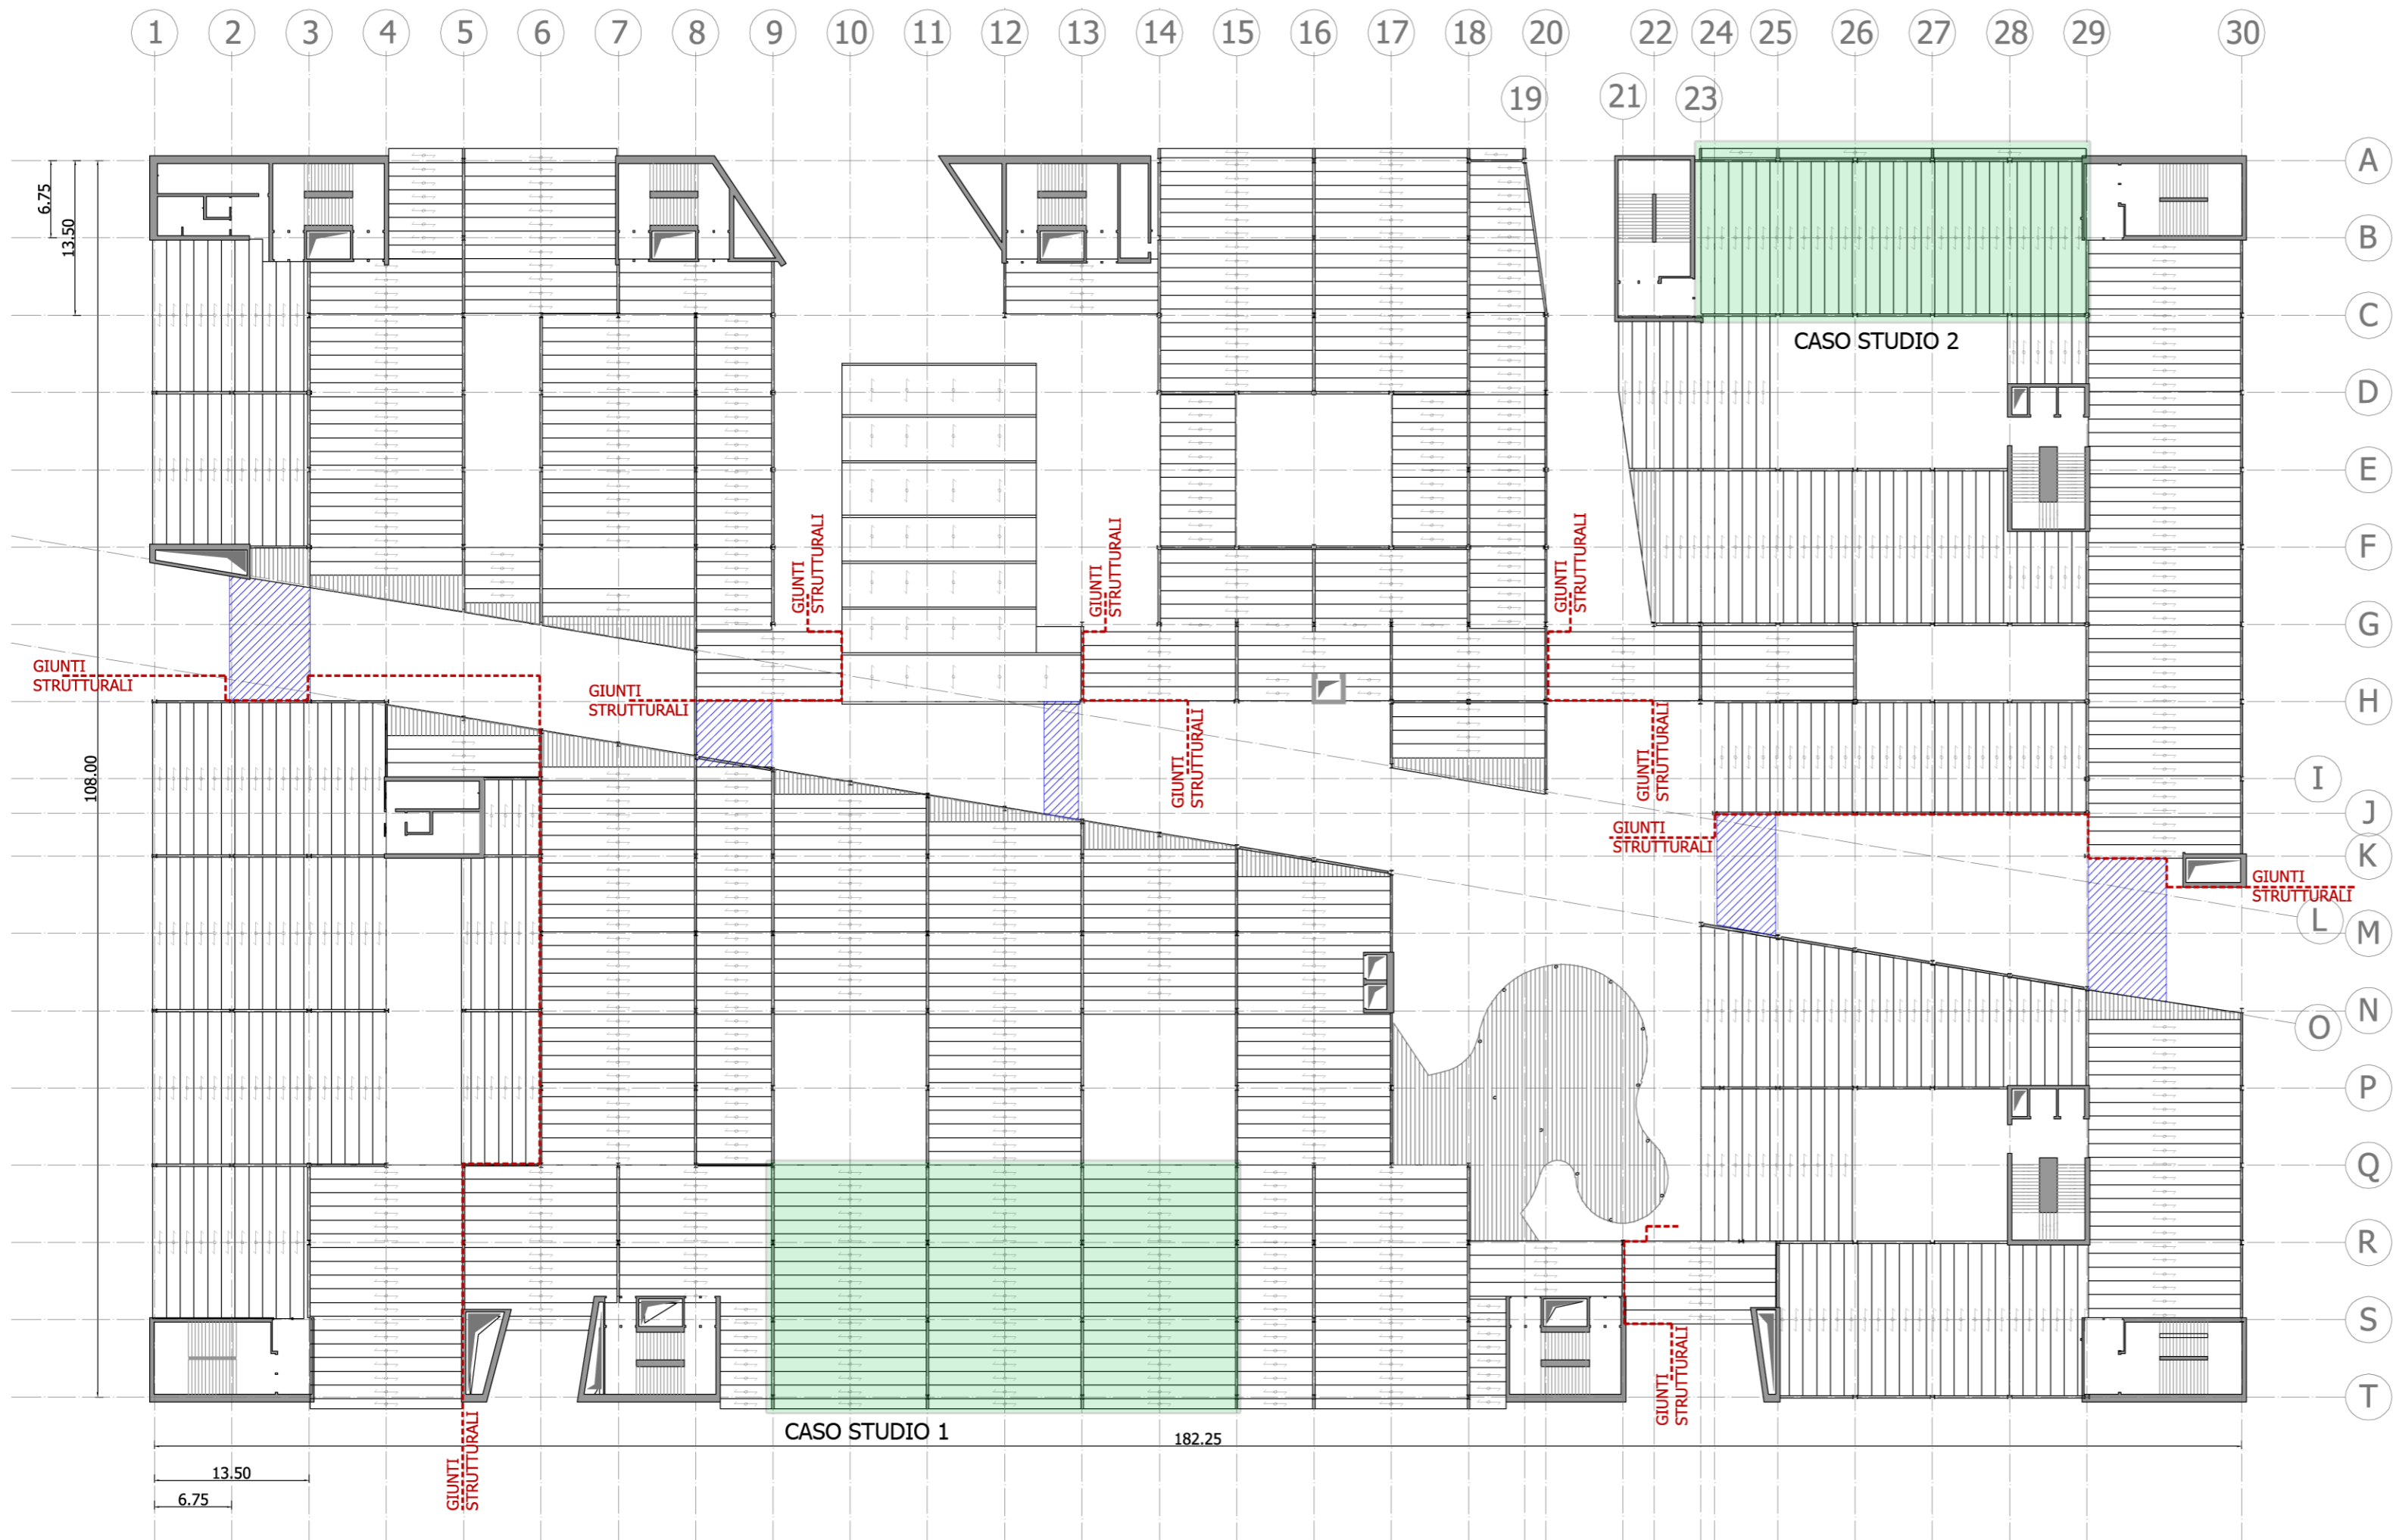 1 2 3 4 5 6 7 8 9 10 11 12 13 14 15 16 17 18 20 22 24 25 26 27 28 29 30
19 21 23
A
6.75
13.50
B
C
CASO STUDIO 2
D
E
GIUNTI
STRUTTURALI
GIUNTI
STRUTTURALI
GIUNTI
STRUTTURALI
F
G
GIUNTI
STRUTTURALI
GIUNTI
STRUTTURALI
H
GIUNTI
STRUTTURALI
GIUNTI
STRUTTURALI
108.00
I
J
GIUNTI
STRUTTURALI
K
GIUNTI
STRUTTURALI
L
M
N
O
P
Q
R
S
GIUNTI
STRUTTURALI
T
CASO STUDIO 1
182.25
GIUNTI
STRUTTURALI
13.50
6.75